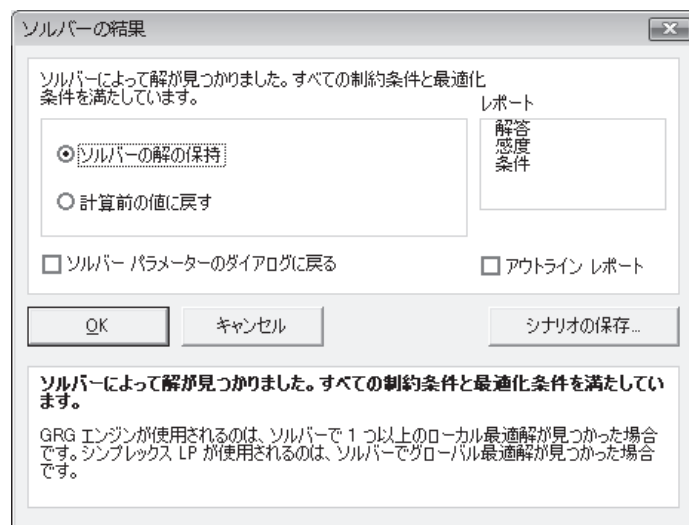 ソルバーの結果
ソルバーによって解が見つかりました。すべての制約条件と最適化
条件を満たしています。
レポート
解答
感度
条件
ソルバーの解の保持
計算前の値に戻す
ソルバー パラメーターのダイアログに戻る
アウトライン レポート
OK
キャンセル
シナリオの保存...
ソルバーによって解が見つかりました。すべての制約条件と最適化条件を満たしてい
ます。
GRG エンジンが使用されるのは、ソルバーで 1 つ以上のローカル最適解が見つかった場合
です。シンプレックス LP が使用されるのは、ソルバーでグローバル最適解が見つかった場合
です。